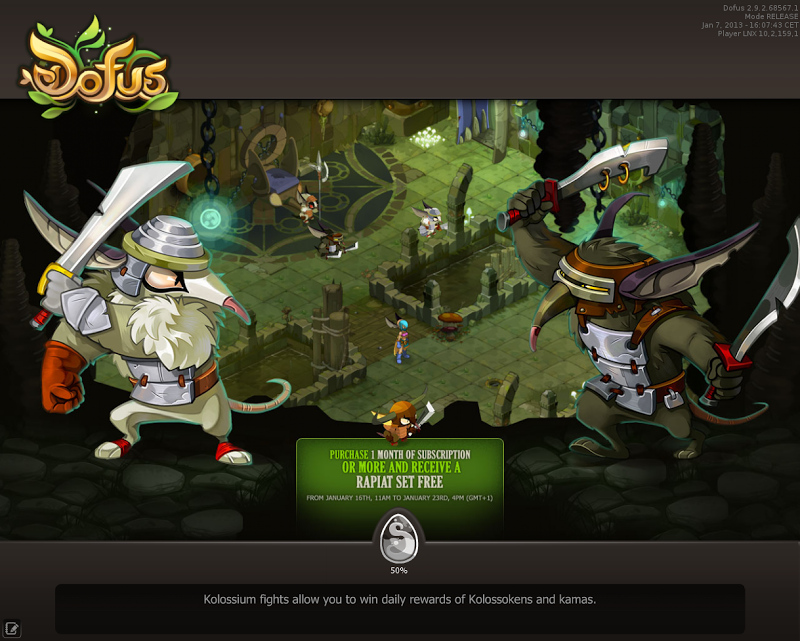 Dofus 2.9.2.68567.1
Mode RELEASE
Jan 7, 2013 - 16:07:43 CET
Player LNX 10,2,159,1
Dofus
PURCHASE 1 MONTH OF SUBSCRIPTION
OR MORE AND RECEIVE A
RAPIAT SET FREE
FROM JANUARY 16TH, 11AM TO JANUARY 23RD, 4PM (GMT+1)
50%
Kolossium fights allow you to win daily rewards of Kolossokens and kamas.